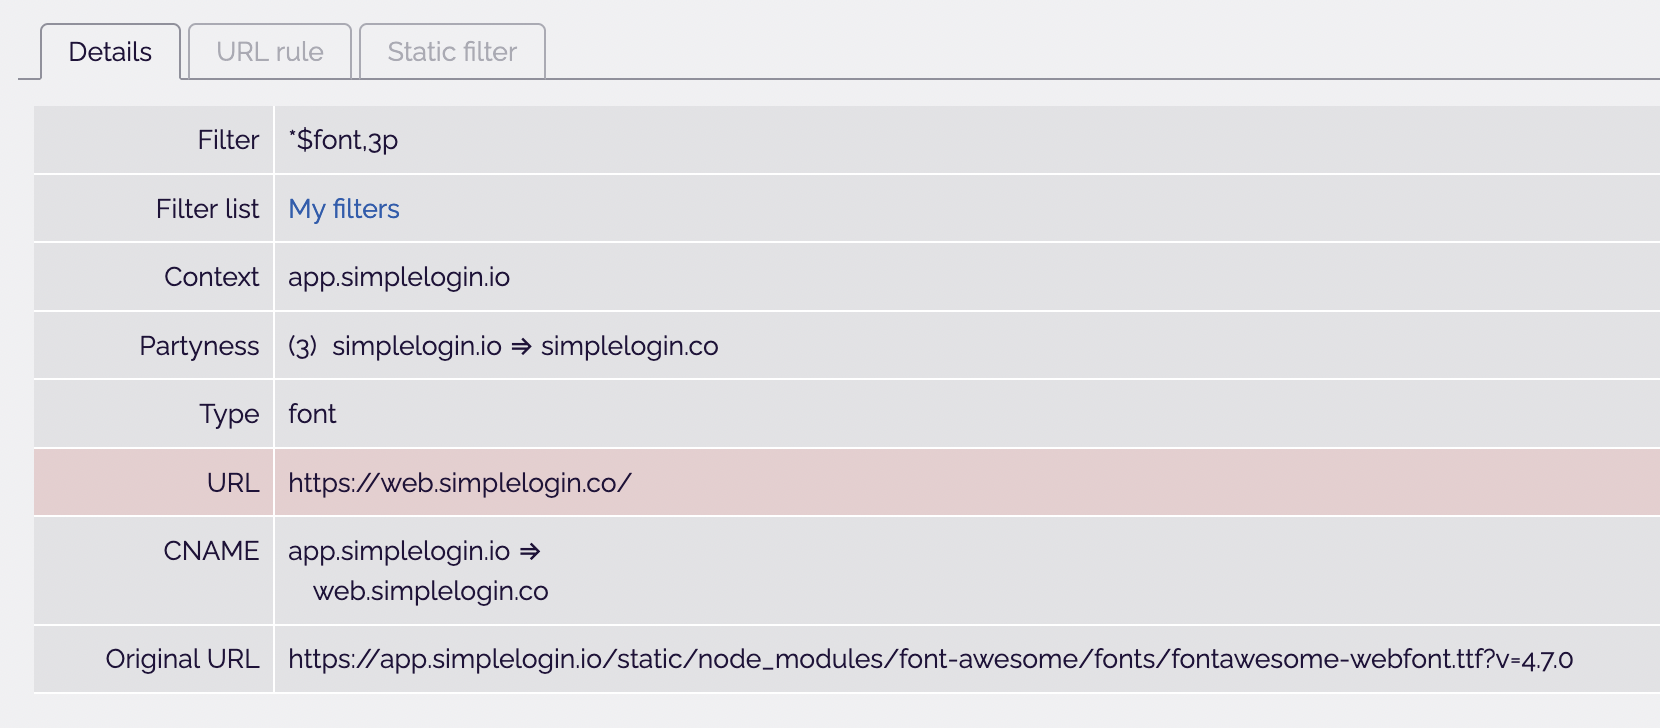 Details URL rule Static filter
Filter *$font,3p
Filter list My filters
Context app.simplelogin.io
Partyness (3) simplelogin.io ⇒ simplelogin.co
Type font
URL https://web.simplelogin.co/
CNAME app.simplelogin.io ⇒
web.simplelogin.co
Original URL https://app.simplelogin.io/static/node_modules/font-awesome/fonts/fontawesome-webfont.ttf?v=4.7.0